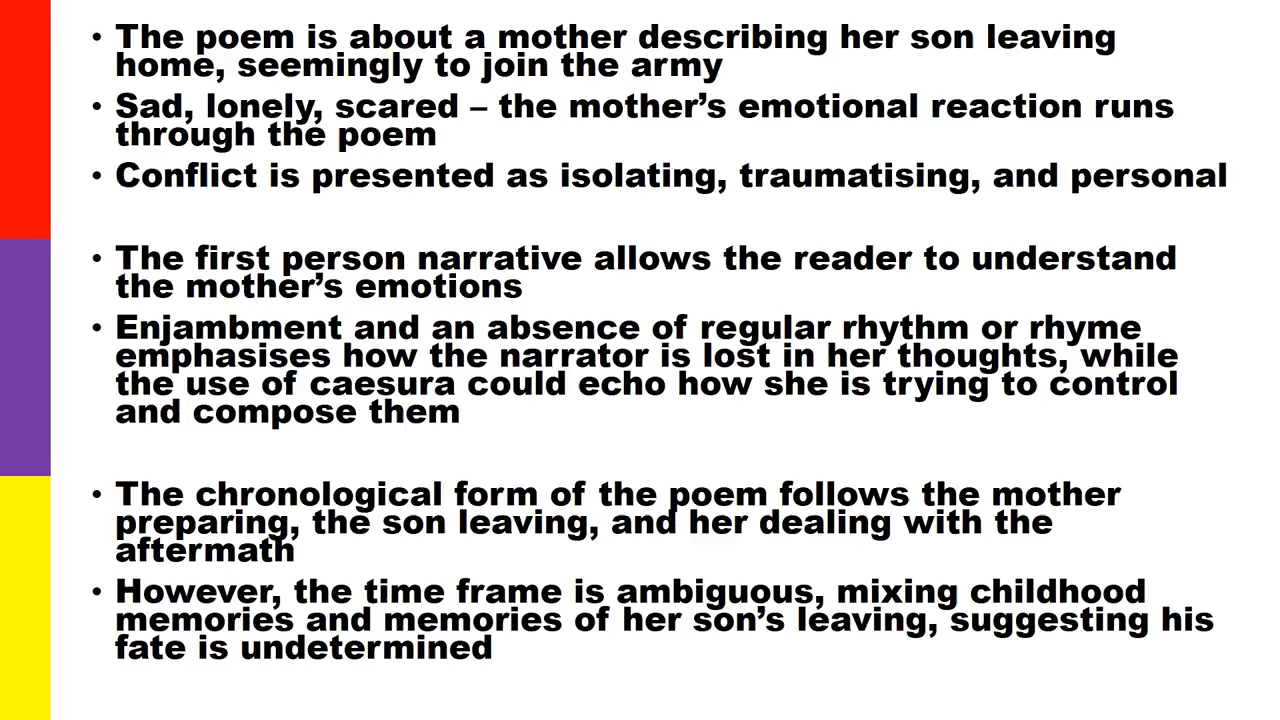 • The poem is about a mother describing her son leaving
home, seemingly to join the army
• Sad, lonely, scared – the mother’s emotional reaction runs
through the poem
• Conflict is presented as isolating, traumatising, and personal
• The first person narrative allows the reader to understand
the mother’s emotions
• Enjambment and an absence of regular rhythm or rhyme
emphasises how the narrator is lost in her thoughts, while
the use of caesura could echo how she is trying to control
and compose them
• The chronological form of the poem follows the mother
preparing, the son leaving, and her dealing with the
aftermath
• However, the time frame is ambiguous, mixing childhood
memories and memories of her son’s leaving, suggesting his
fate is undetermined